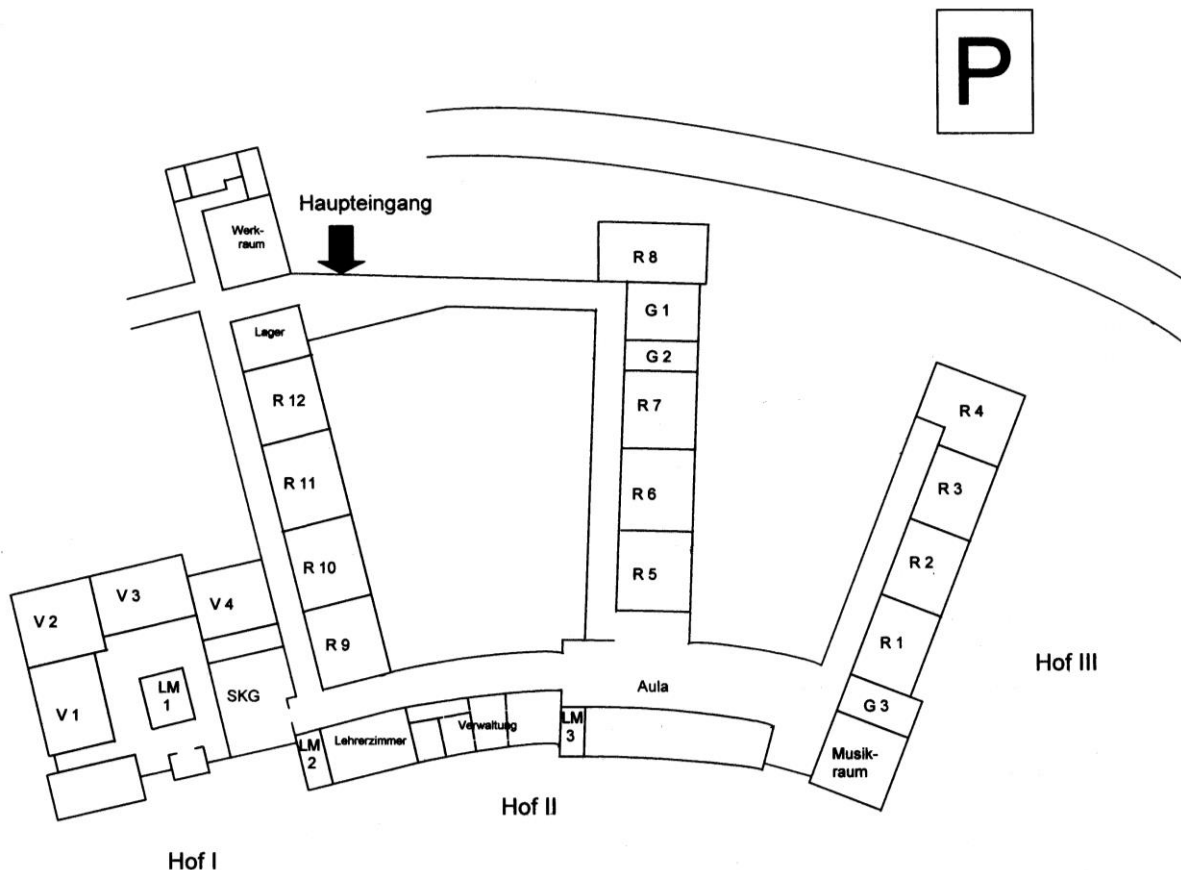 P
Haupteingang
Werk-
raum
R 8
G 1
Lager
G 2
R 12
R 7
R 4
R 11
R 6
R 3
R 10
R 5
R 2
V 3
V 4
V 2
R 9
R 1
Hof III
LM
1
SKG
Aula
V 1
G 3
LM
2
Lehrerzimmer
Verwaltung
LM
3
Musik-
raum
Hof II
Hof I